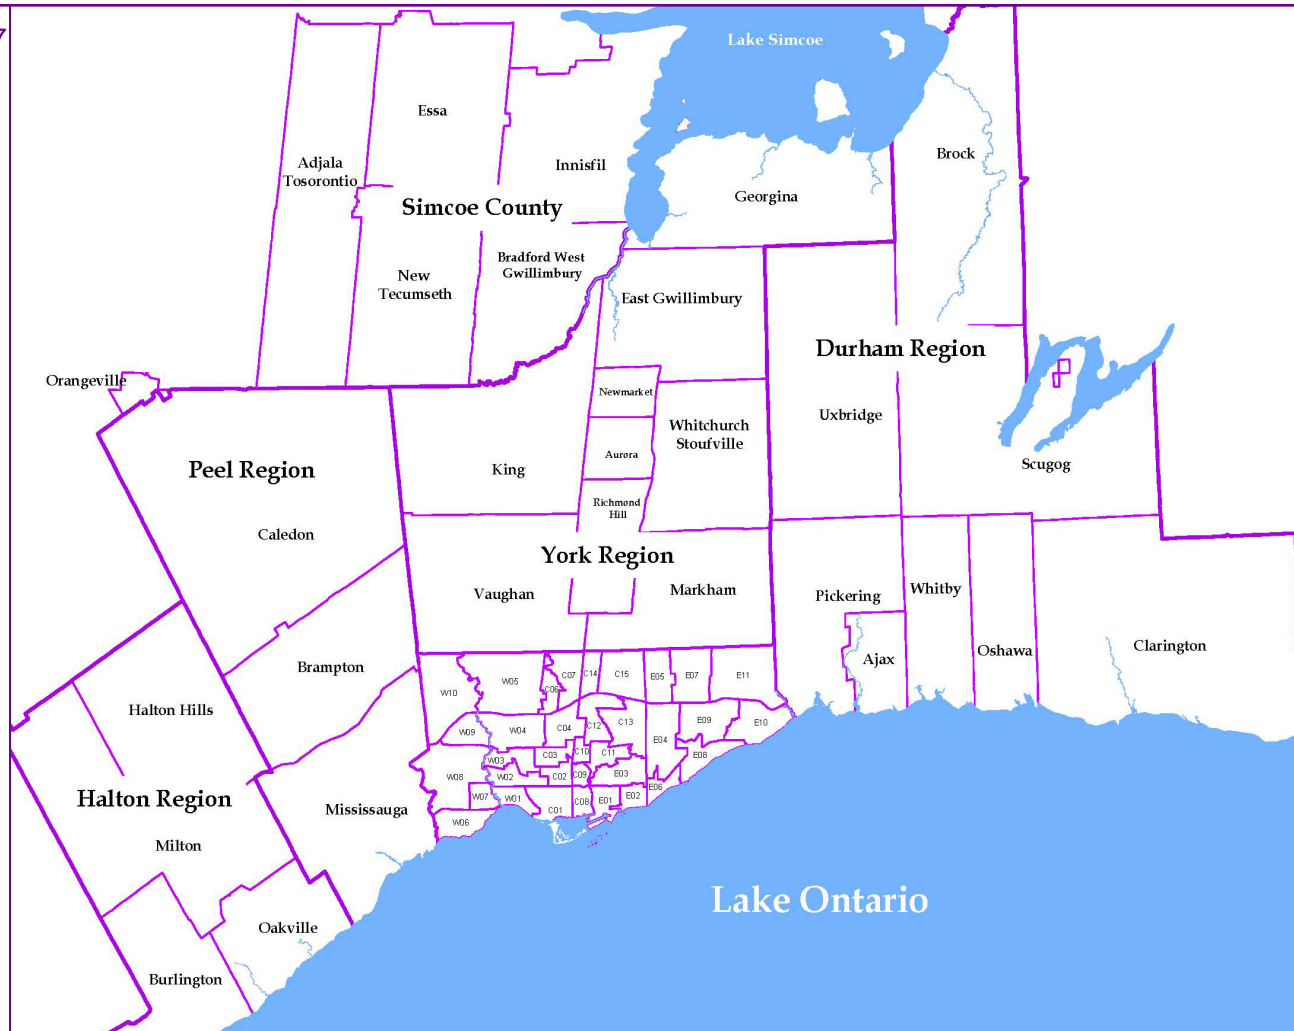 Lake Simcoe
Essa
Adjala
Tosorontio
Innisfil
Brock
Georgina
Simcoe County
Bradford West
Gwillimbury
New
Tecumseth
East Gwillimbury
Durham Region
Orangeville
Newmarket
Uxbridge
Whitchurch
Stoufville
Aurora
Scugog
Peel Region
King
Richmond
Hill
Caledon
York Region
Vaughan
Markham
Pickering
Whitby
Ajax
Oshawa
Clarington
Brampton
W10
W05
C06
C07
C14
C15
E05
E07
E11
Halton Hills
W09
W04
C04
C12
C13
E04
E09
E10
W03
C03
C10
C11
E08
W08
W02
C02
C09
E03
E06
W07
W01
C01
C08
E01
E02
W06
Halton Region
Mississauga
Milton
Lake Ontario
Oakville
Burlington